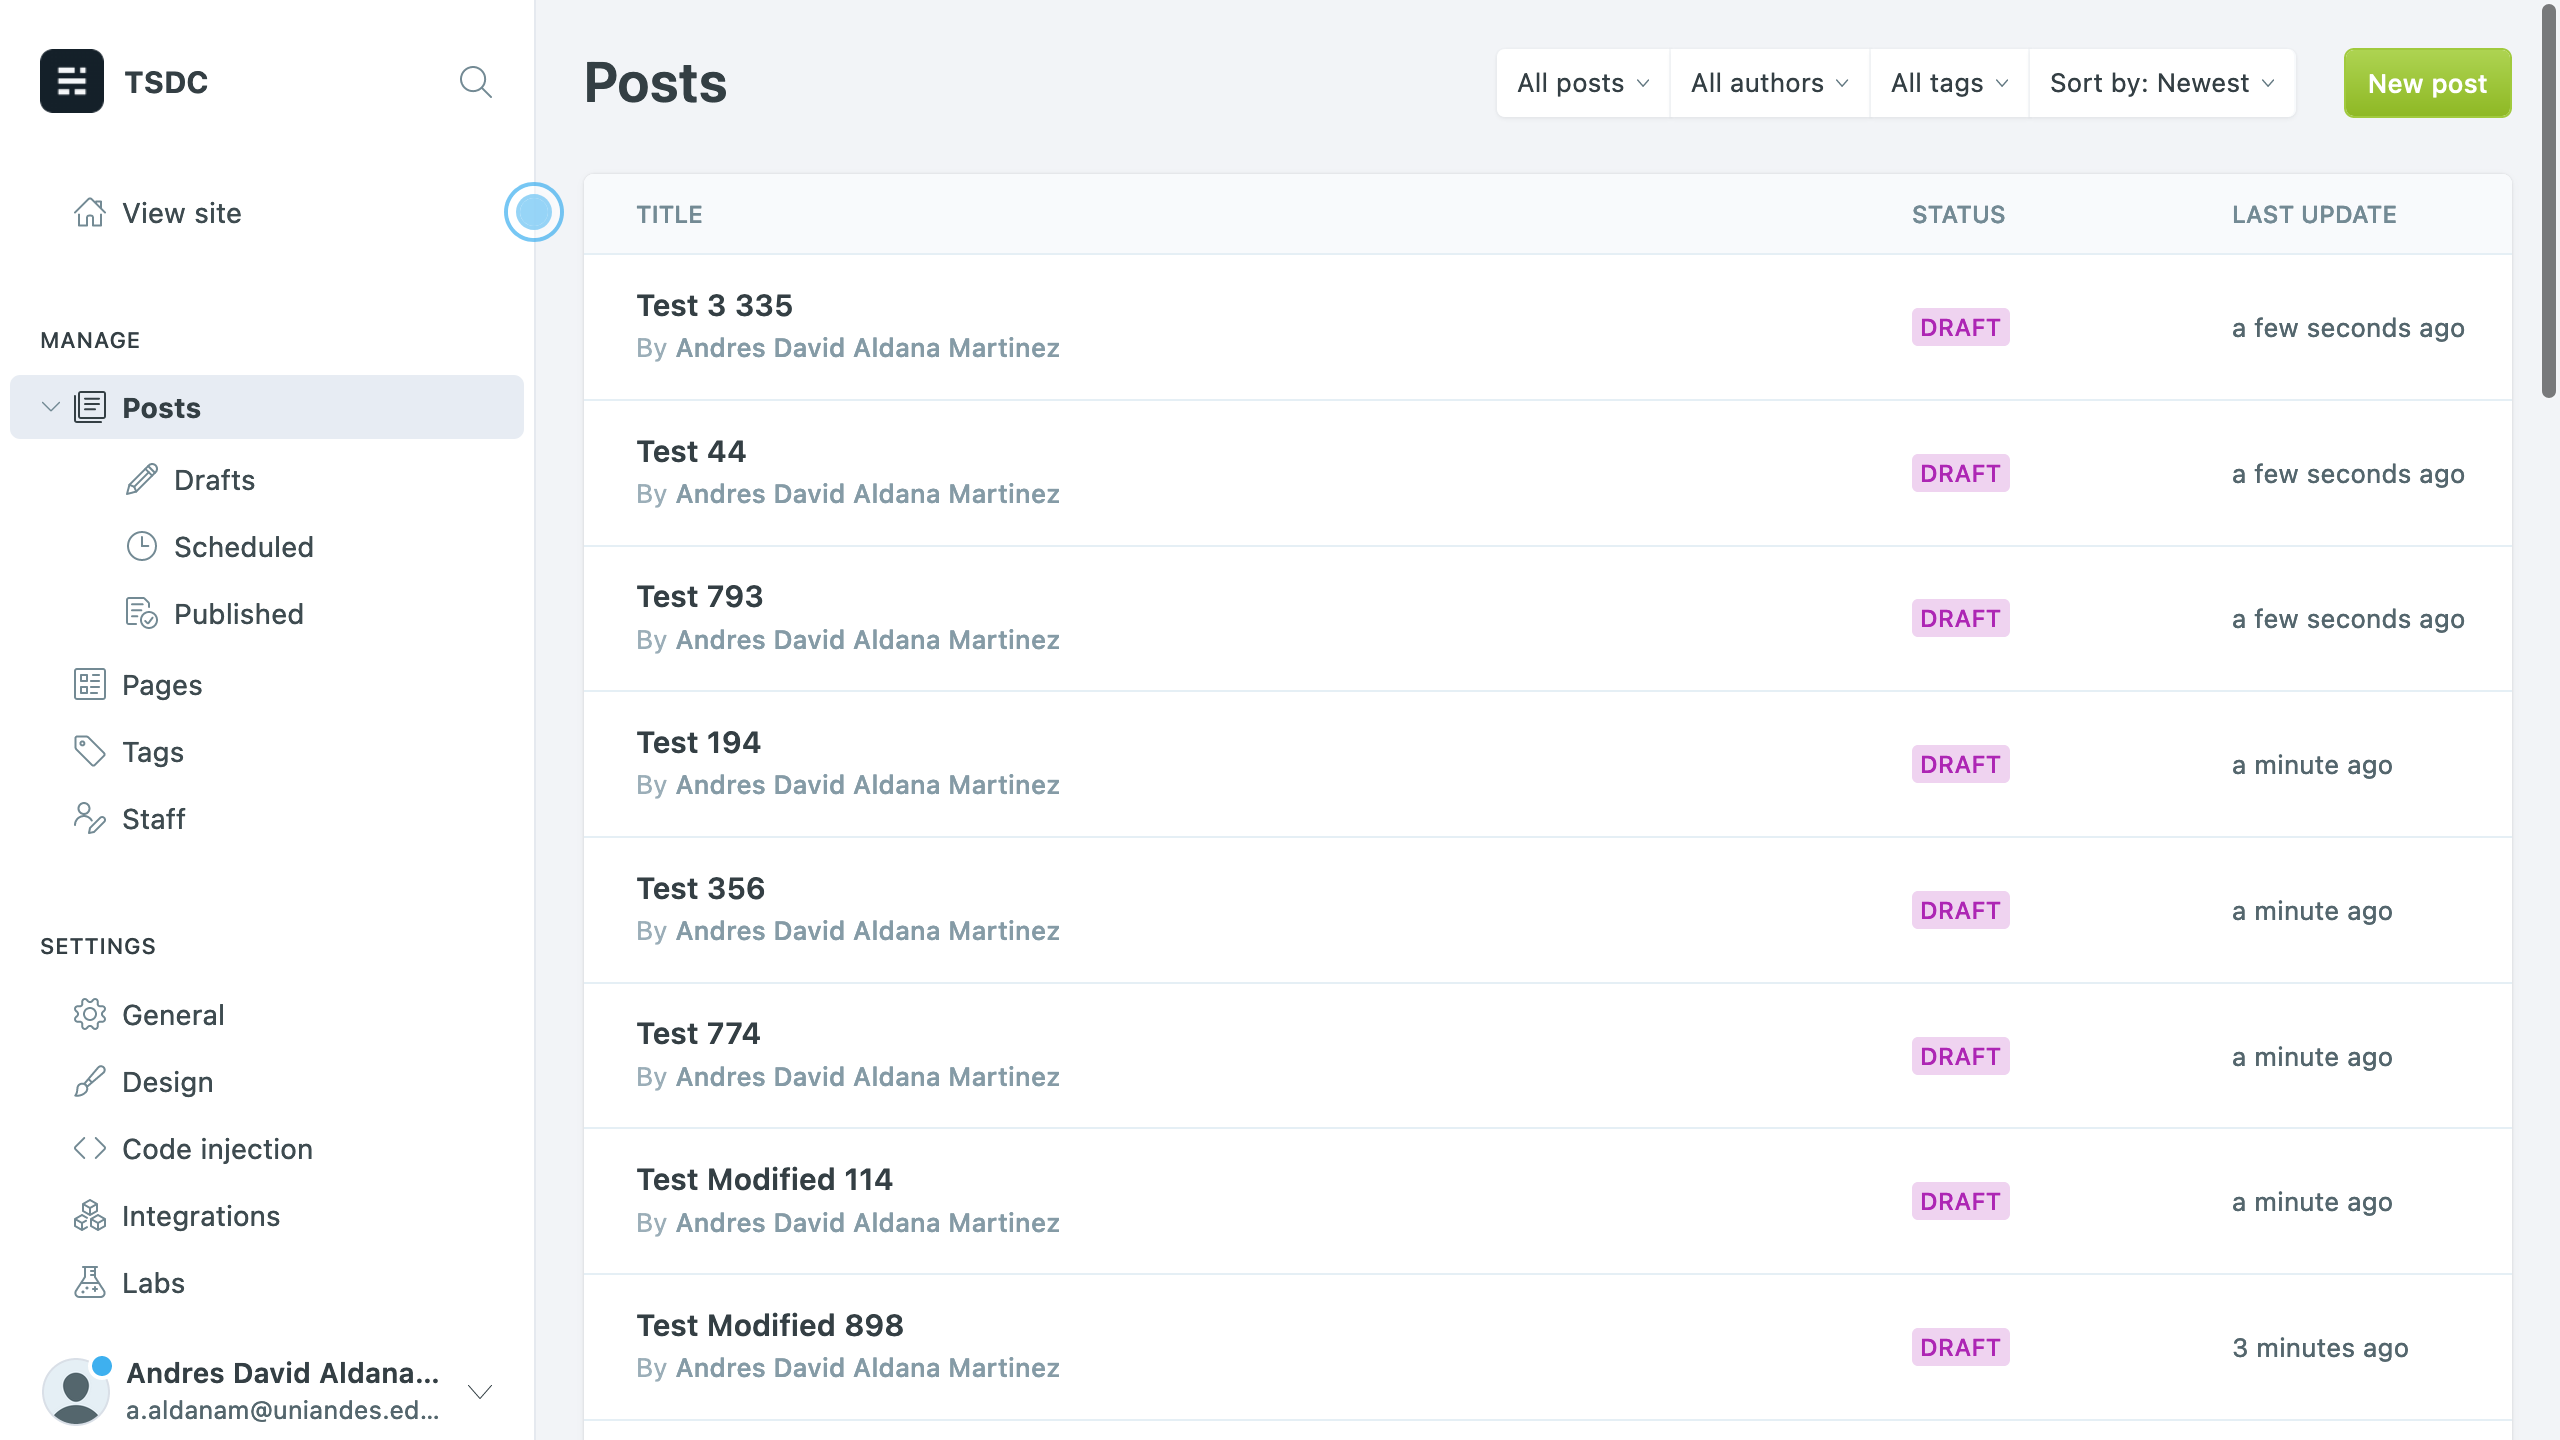 TSDC
View site
MANAGE
Posts
Drafts
Scheduled
Published
Pages
Tags
Staff
SETTINGS
General
Design
Code injection
Integrations
Labs
Andres David Aldana...
a.aldanam@uniandes.ed...
Posts
All posts
All authors
All tags
Sort by: Newest
New post
TITLE STATUS LAST UPDATE
Test 3 335
By Andres David Aldana Martinez
DRAFT
a few seconds ago
Test 44
By Andres David Aldana Martinez
DRAFT
a few seconds ago
Test 793
By Andres David Aldana Martinez
DRAFT
a few seconds ago
Test 194
By Andres David Aldana Martinez
DRAFT
a minute ago
Test 356
By Andres David Aldana Martinez
DRAFT
a minute ago
Test 774
By Andres David Aldana Martinez
DRAFT
a minute ago
Test Modified 114
By Andres David Aldana Martinez
DRAFT
a minute ago
Test Modified 898
By Andres David Aldana Martinez
DRAFT
3 minutes ago